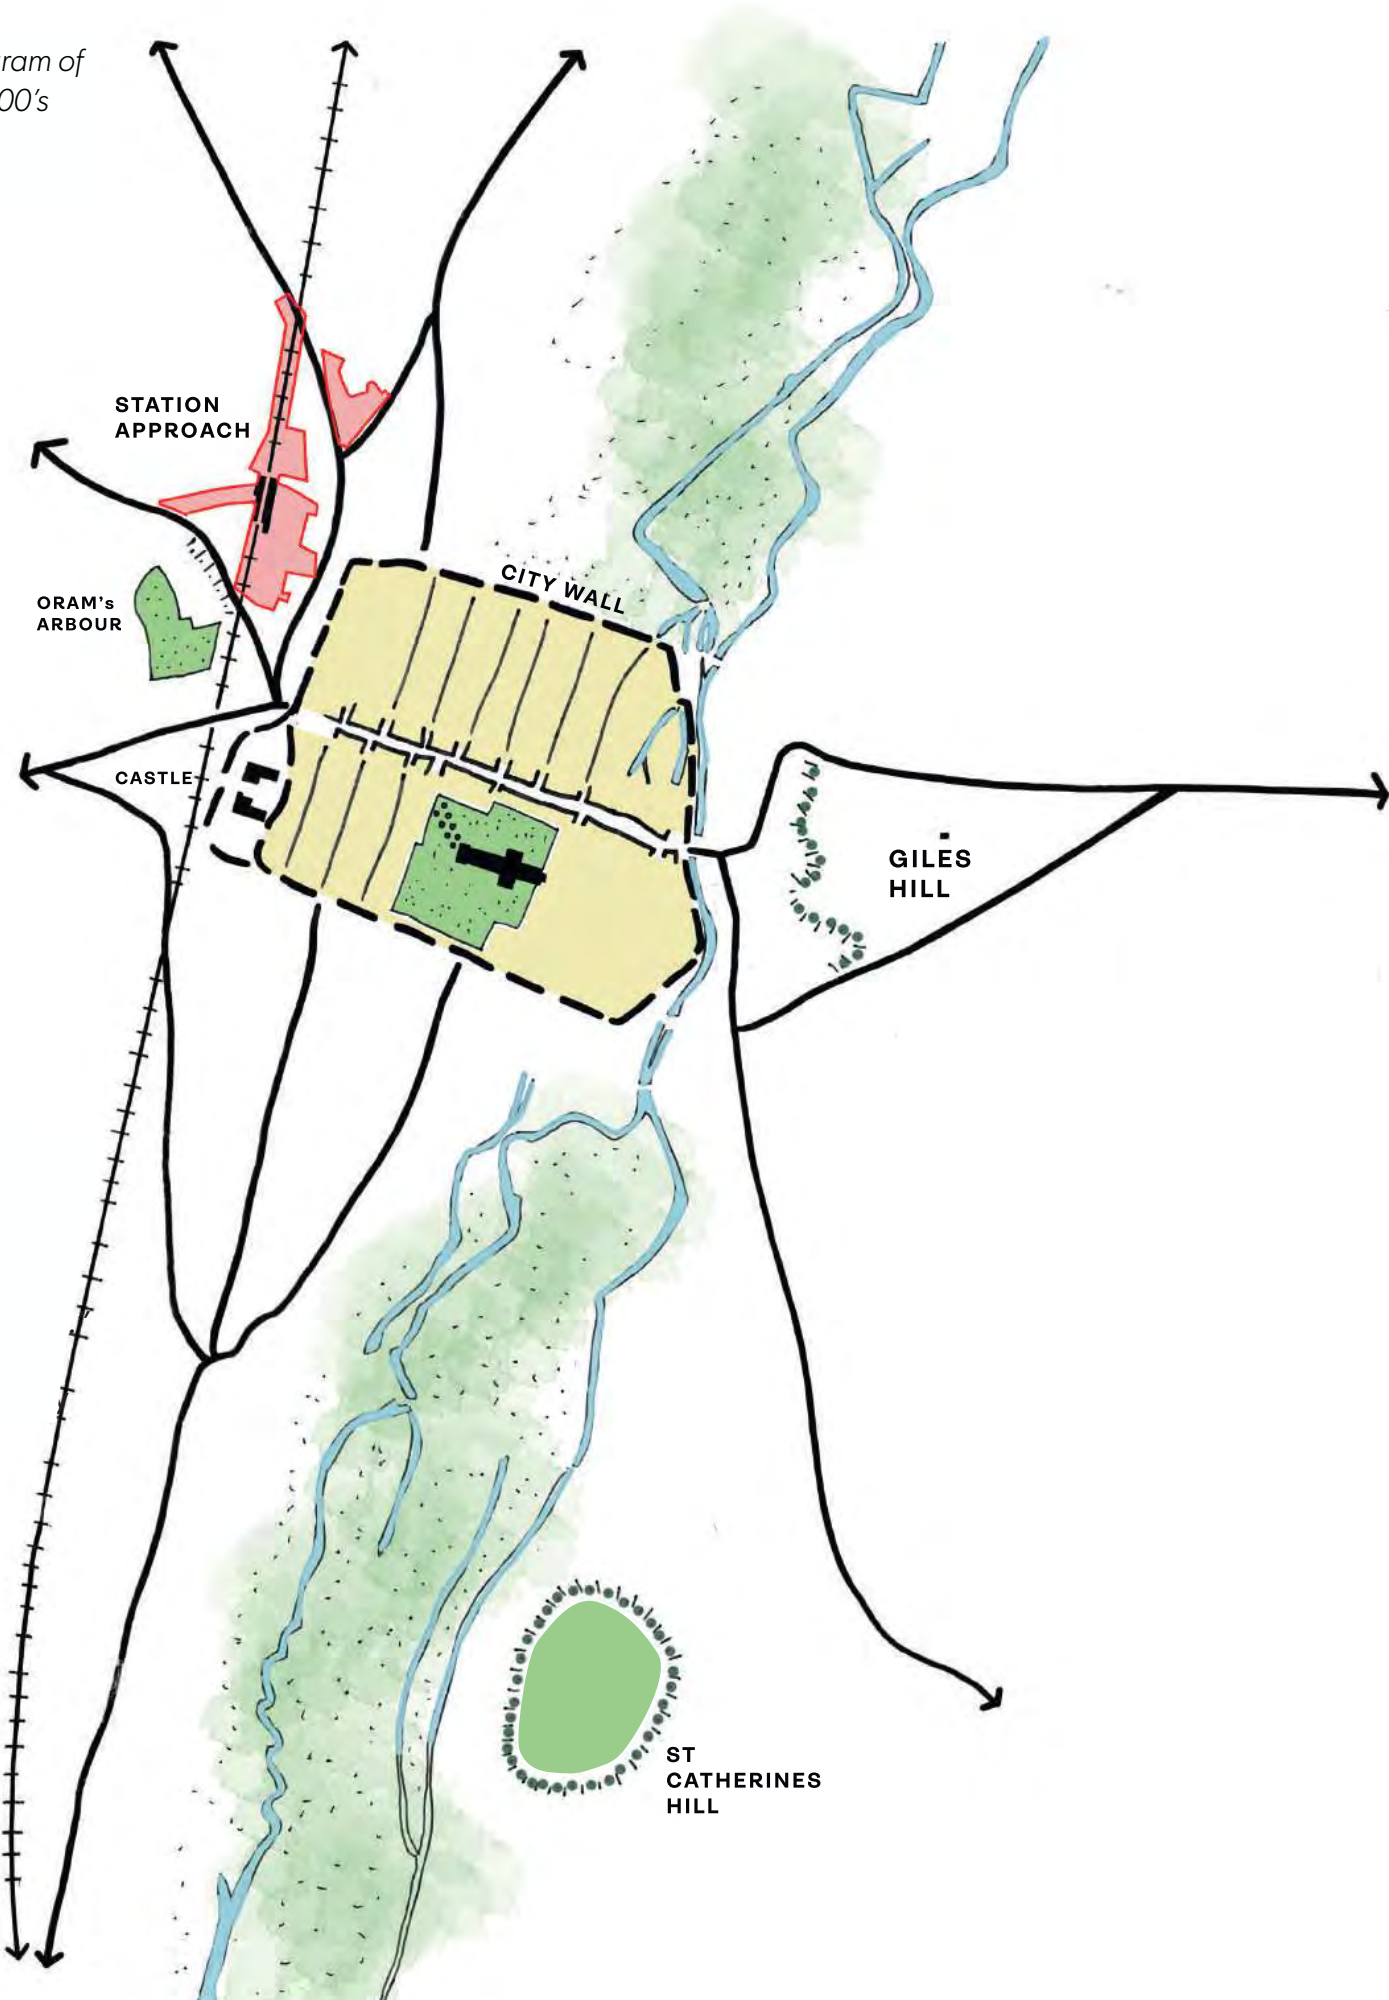 ram of
00's
STATION
APPROACH
ORAM's
ARBOUR
CITY WALL
CASTLE
GILES
HILL
ST
CATHERINES
HILL